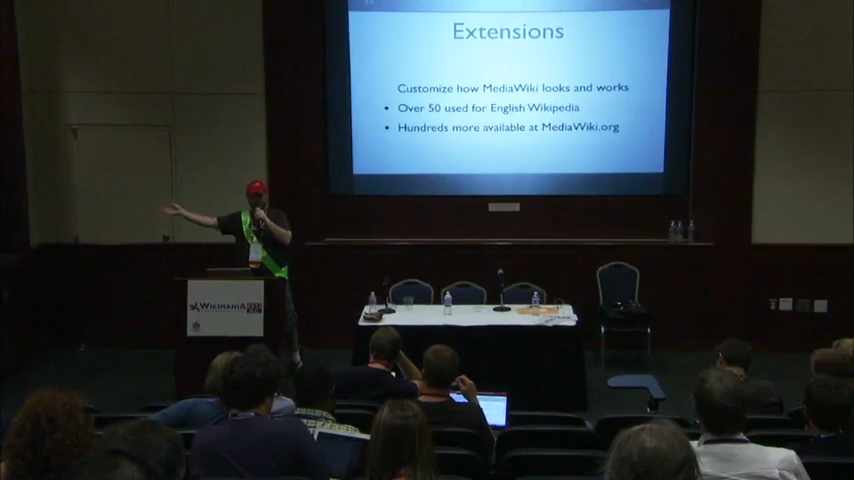 Extensions
Customize how MediaWiki looks and works
• Over 50 used for English Wikipedia
• Hundreds more available at MediaWiki.org
WIKIMANIA